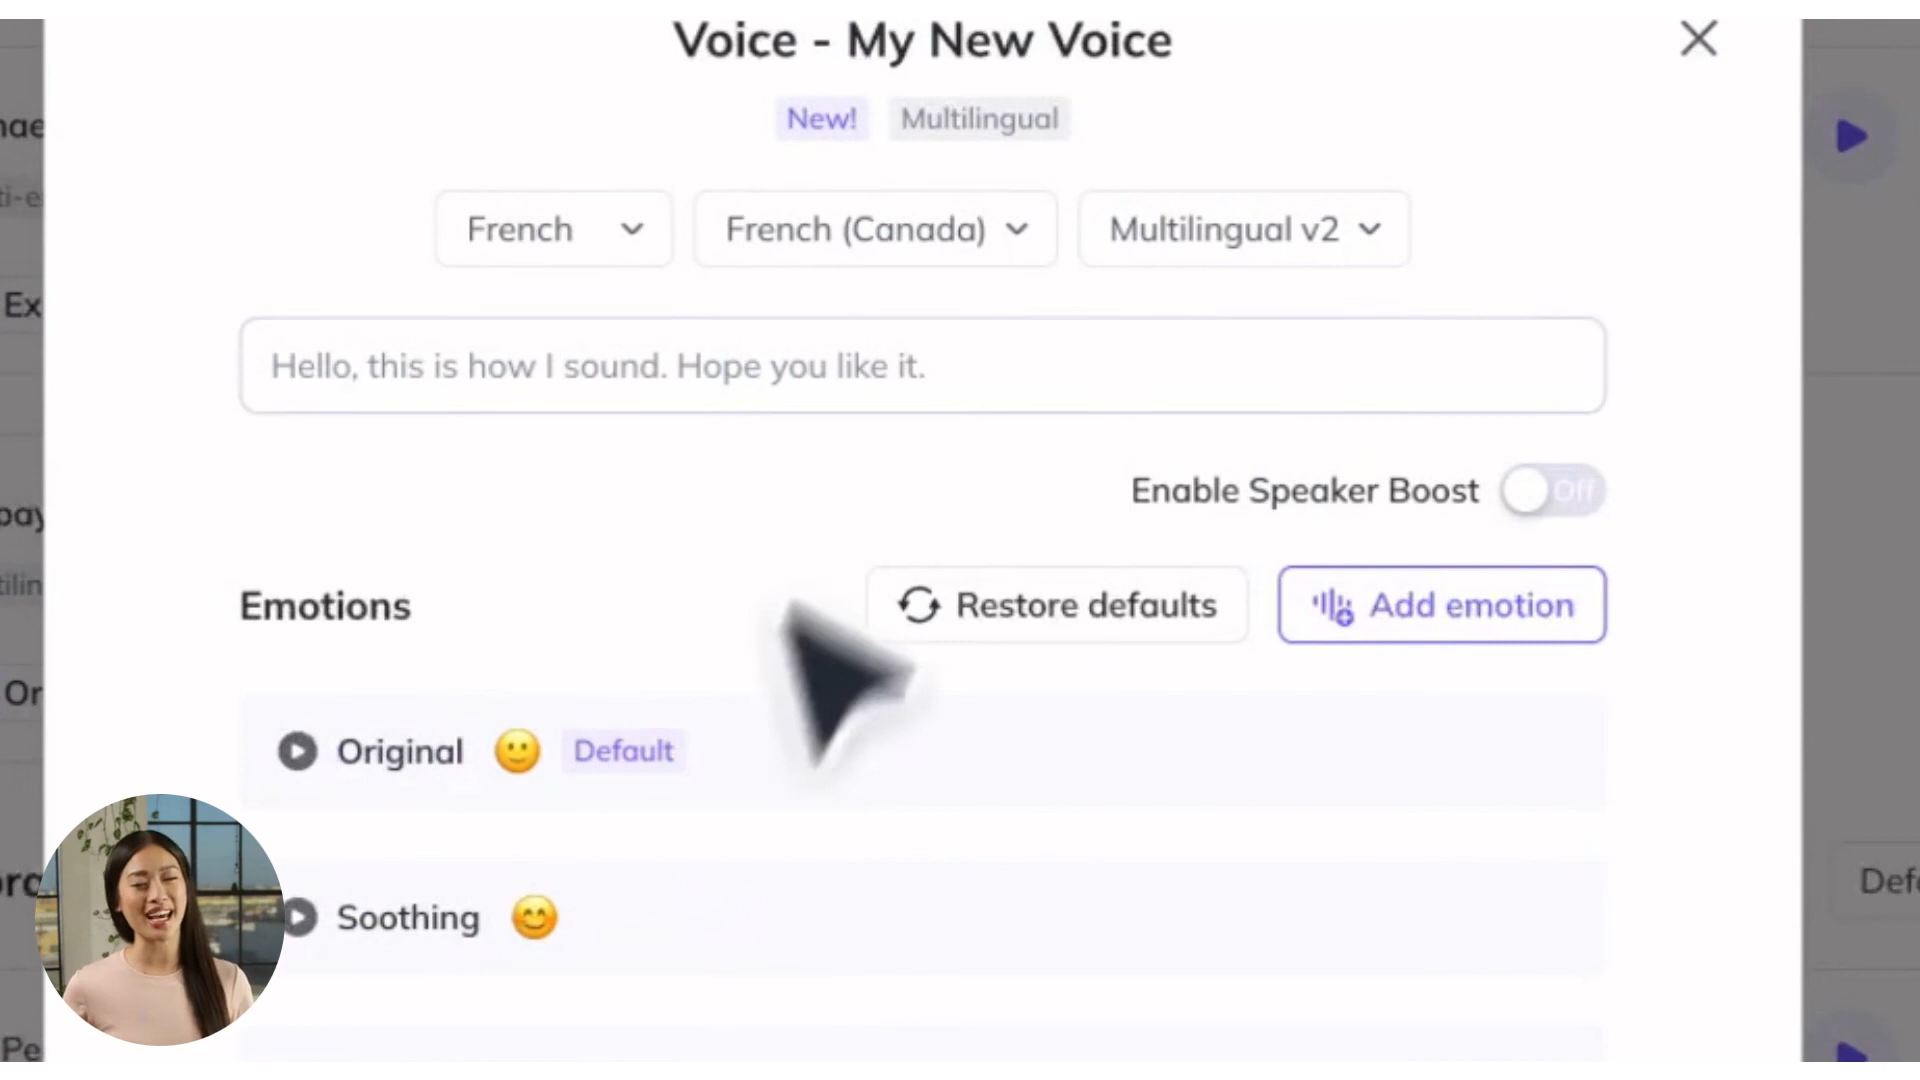 Voice - My New Voice
New! Multilingual
French French (Canada) Multilingual v2
Hello, this is how I sound. Hope you like it.
Enable Speaker Boost Off
Emotions Restore defaults Add emotion
Original Default
Soothing